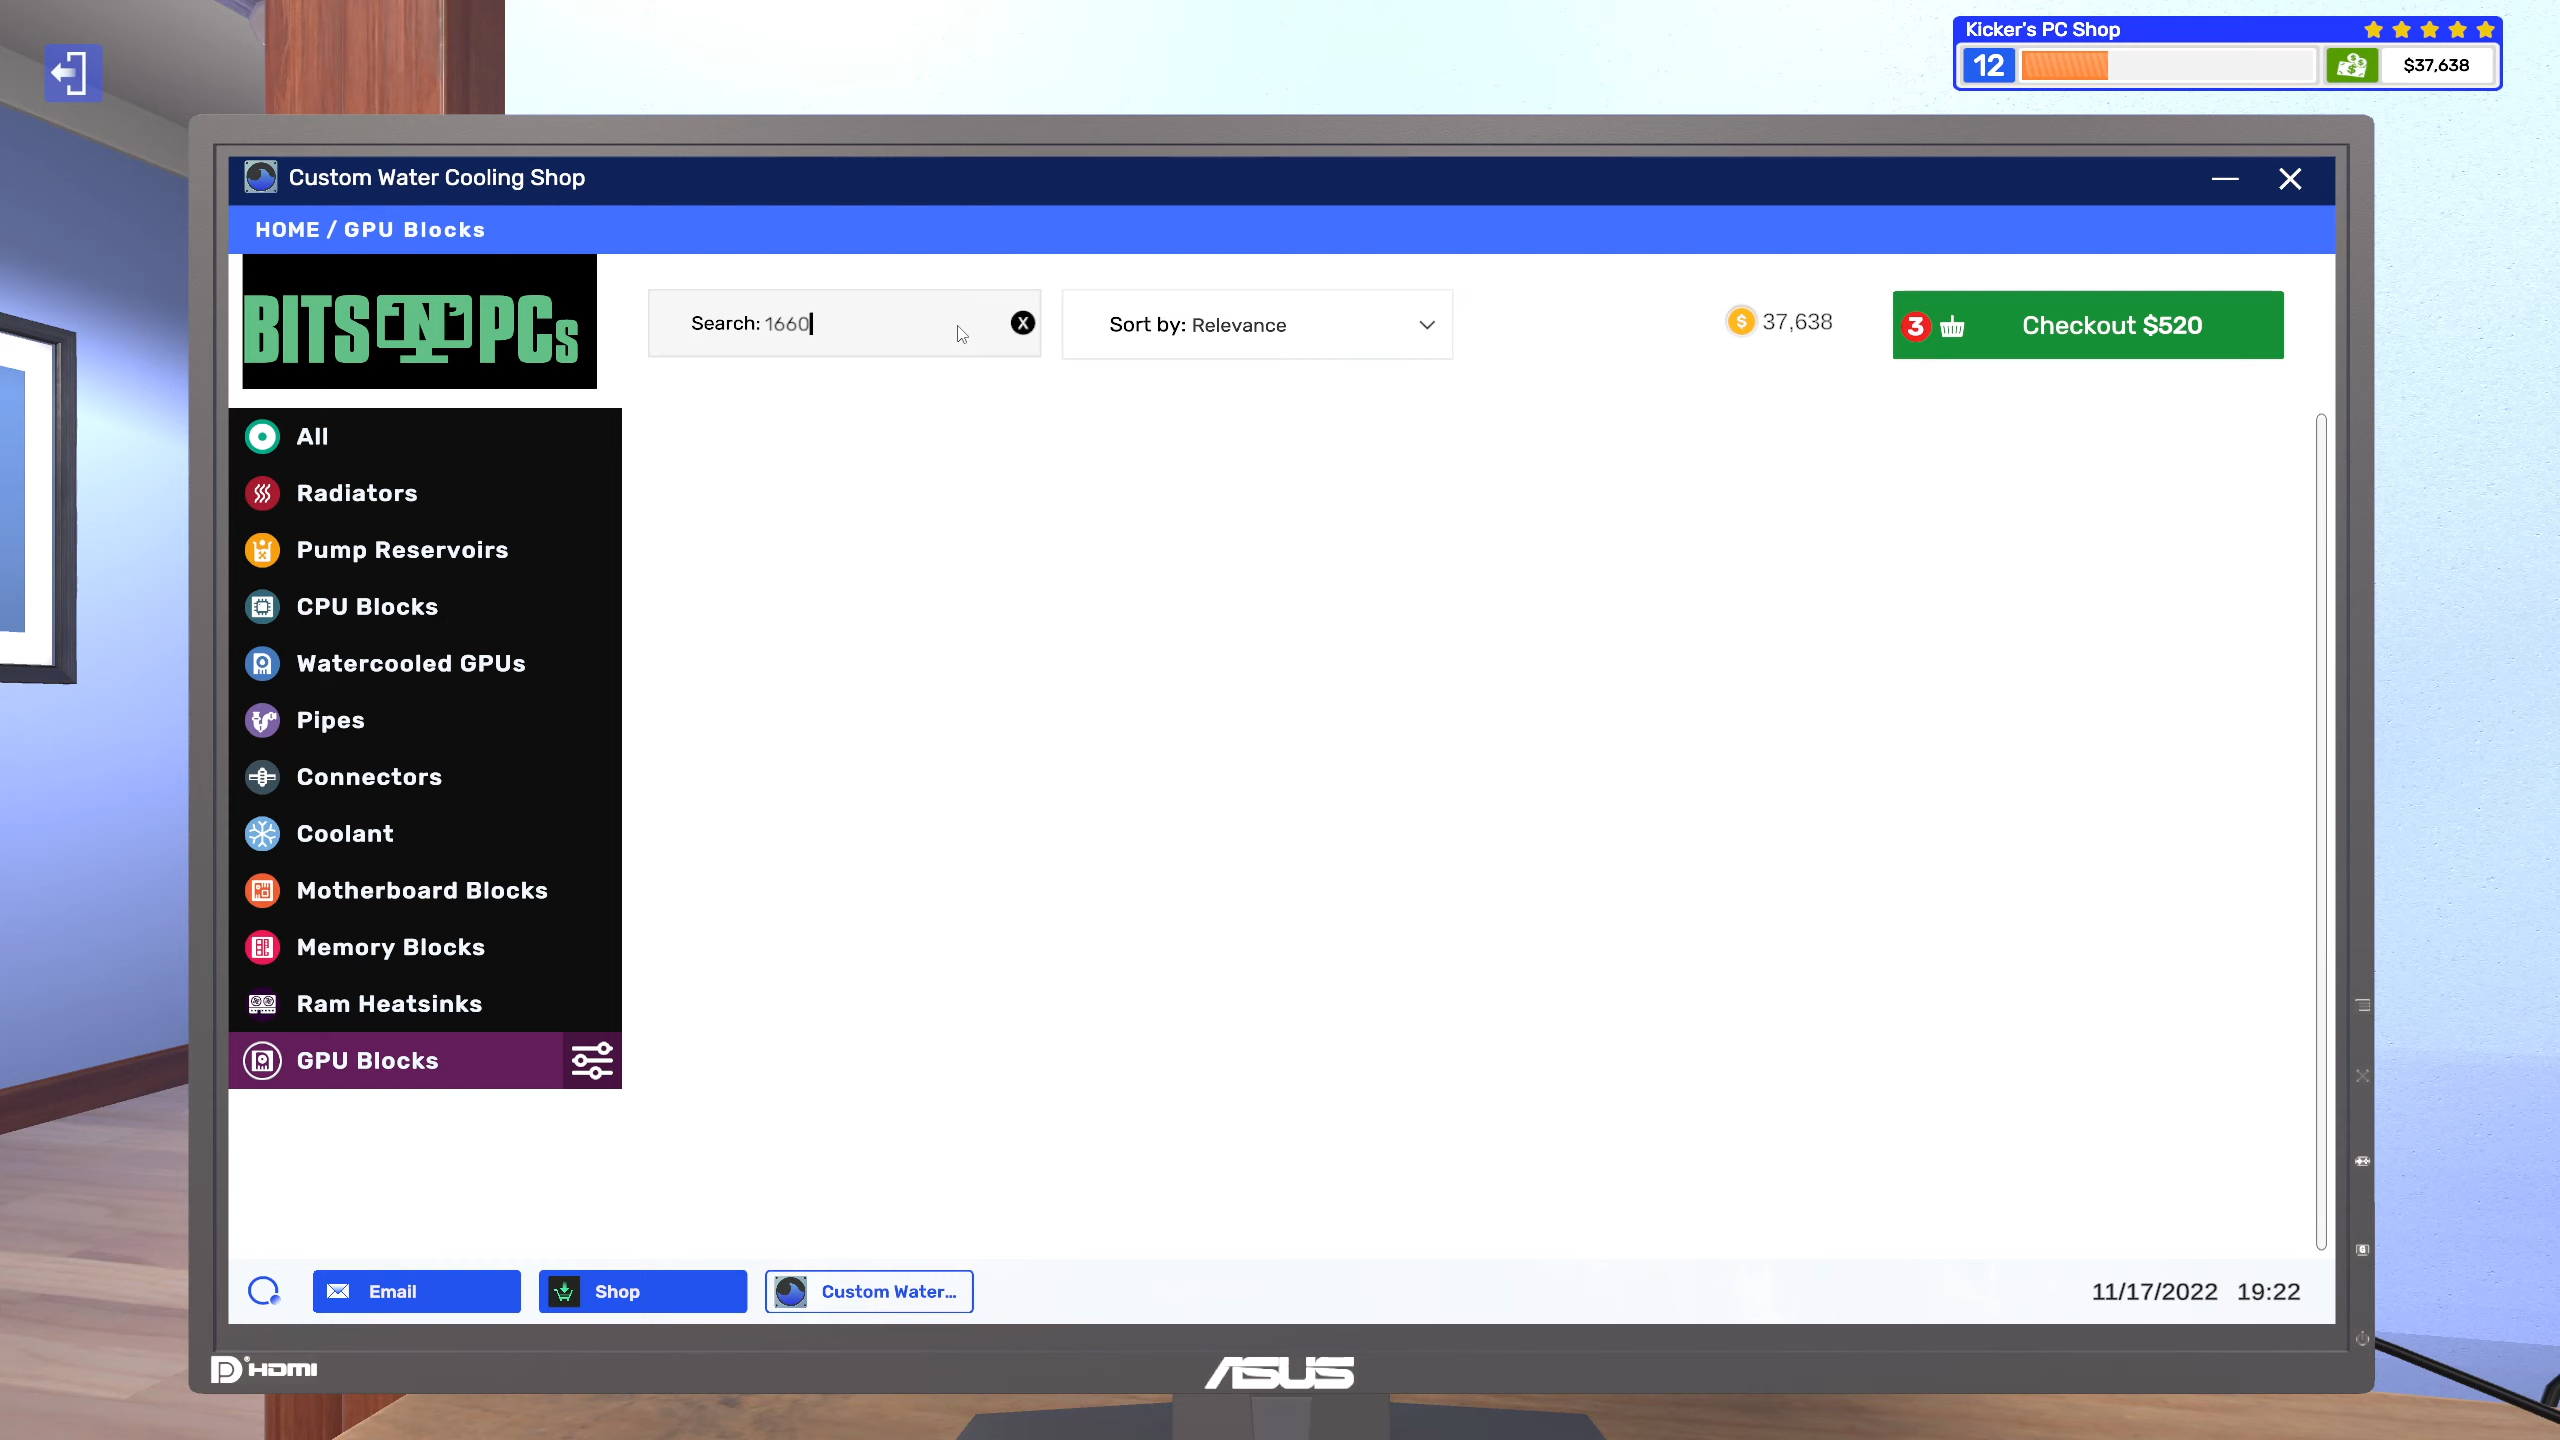 Kicker's PC Shop
12
$37,638
Custom Water Cooling Shop
HOME / GPU Blocks
BITS EN PCs
Search: 1660
X
Sort by: Relevance
$ 37,638
3
Checkout $520
All
Radiators
Pump Reservoirs
CPU Blocks
Watercooled GPUs
Pipes
Connectors
Coolant
Motherboard Blocks
Memory Blocks
Ram Heatsinks
GPU Blocks
Email
Shop
Custom Water...
11/17/2022 19:22
HDMI
ASUS